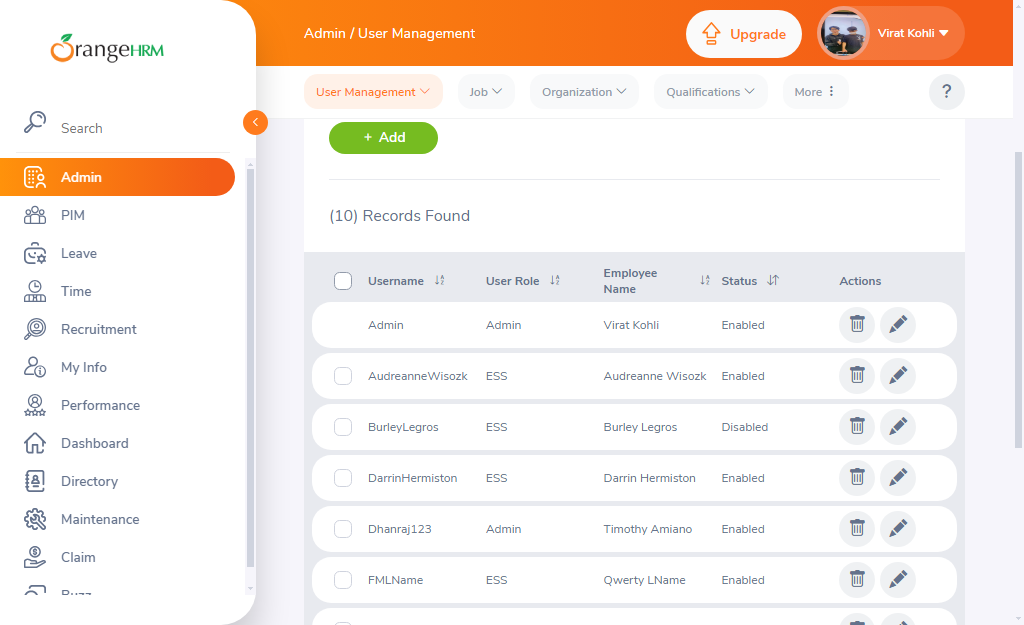 OrangeHRM
Admin / User Management
Upgrade
Virat Kohli
User Management
Job
Organization
Qualifications
More
?
Search
Admin
PIM
Leave
Time
Recruitment
My Info
Performance
Dashboard
Directory
Maintenance
Claim
Buzz
+ Add
(10) Records Found
Username User Role Employee Name Status Actions
Admin Admin Virat Kohli Enabled
AudreanneWisozk ESS Audreanne Wisozk Enabled
BurleyLegros ESS Burley Legros Disabled
DarrinHermiston ESS Darrin Hermiston Enabled
Dhanraj123 Admin Timothy Amiano Enabled
FMLName ESS Qwerty LName Enabled